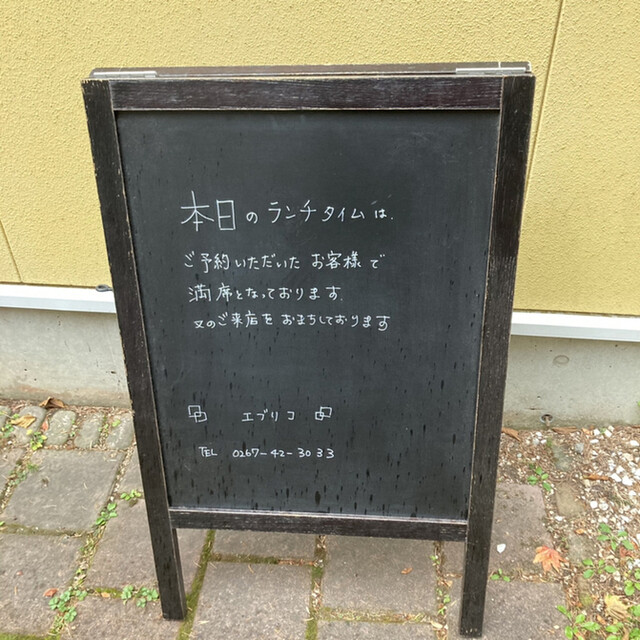 本日のランチタイムは、
ご予約いただいたお客様で
満席となっております。
又のご来店をおまちしております
エブリコ
TEL 0267-42-3033